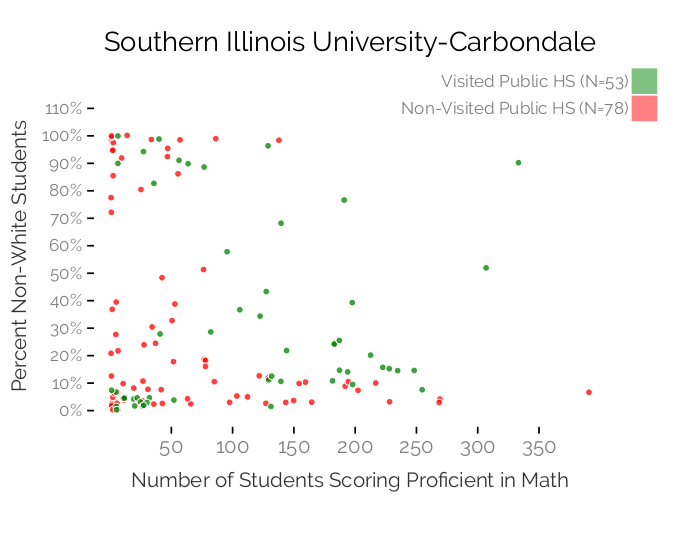 Southern Illinois University-Carbondale
Visited Public HS (N=53)
Non-Visited Public HS (N=78)
Percent Non-White Students
110%
100%
90%
80%
70%
60%
50%
40%
30%
20%
10%
0%
50 100 150 200 250 300 350
Number of Students Scoring Proficient in Math